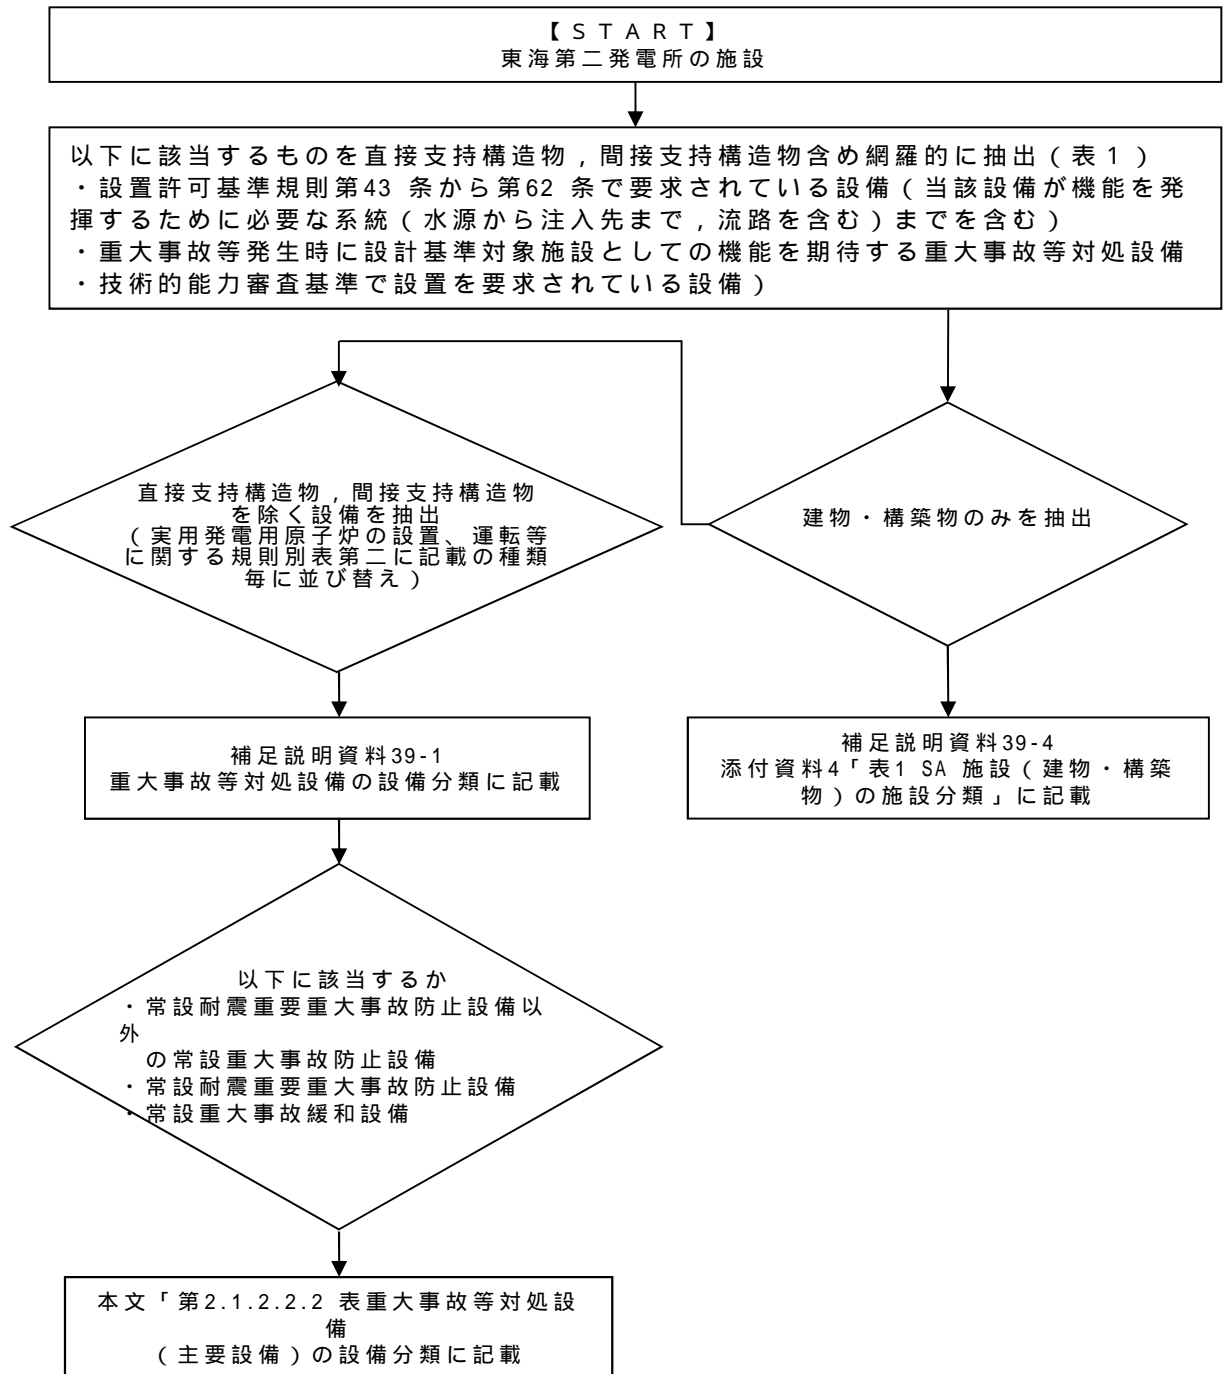 【START】
東海第二発電所の施設
以下に該当するものを直接支持構造物,間接支持構造物含め網羅的に抽出(表1)
・設置許可基準規則第43 条から第62 条で要求されている設備(当該設備が機能を発
揮するために必要な系統(水源から注入先まで,流路を含む)までを含む)
・重大事故等発生時に設計基準対象施設としての機能を期待する重大事故等対処設備
・技術的能力審査基準で設置を要求されている設備)
直接支持構造物,間接支持構造物
を除く設備を抽出
(実用発電用原子炉の設置、運転等
に関する規則別表第二に記載の種類
毎に並び替え)
建物・構築物のみを抽出
補足説明資料39-1
重大事故等対処設備の設備分類に記載
補足説明資料39-4
添付資料4「表1 SA 施設(建物・構築
物)の施設分類」に記載
以下に該当するか
・常設耐震重要重大事故防止設備以
外
の常設重大事故防止設備
・常設耐震重要重大事故防止設備
・常設重大事故緩和設備
本文「第2.1.2.2.2 表重大事故等対処設
備
(主要設備)の設備分類に記載